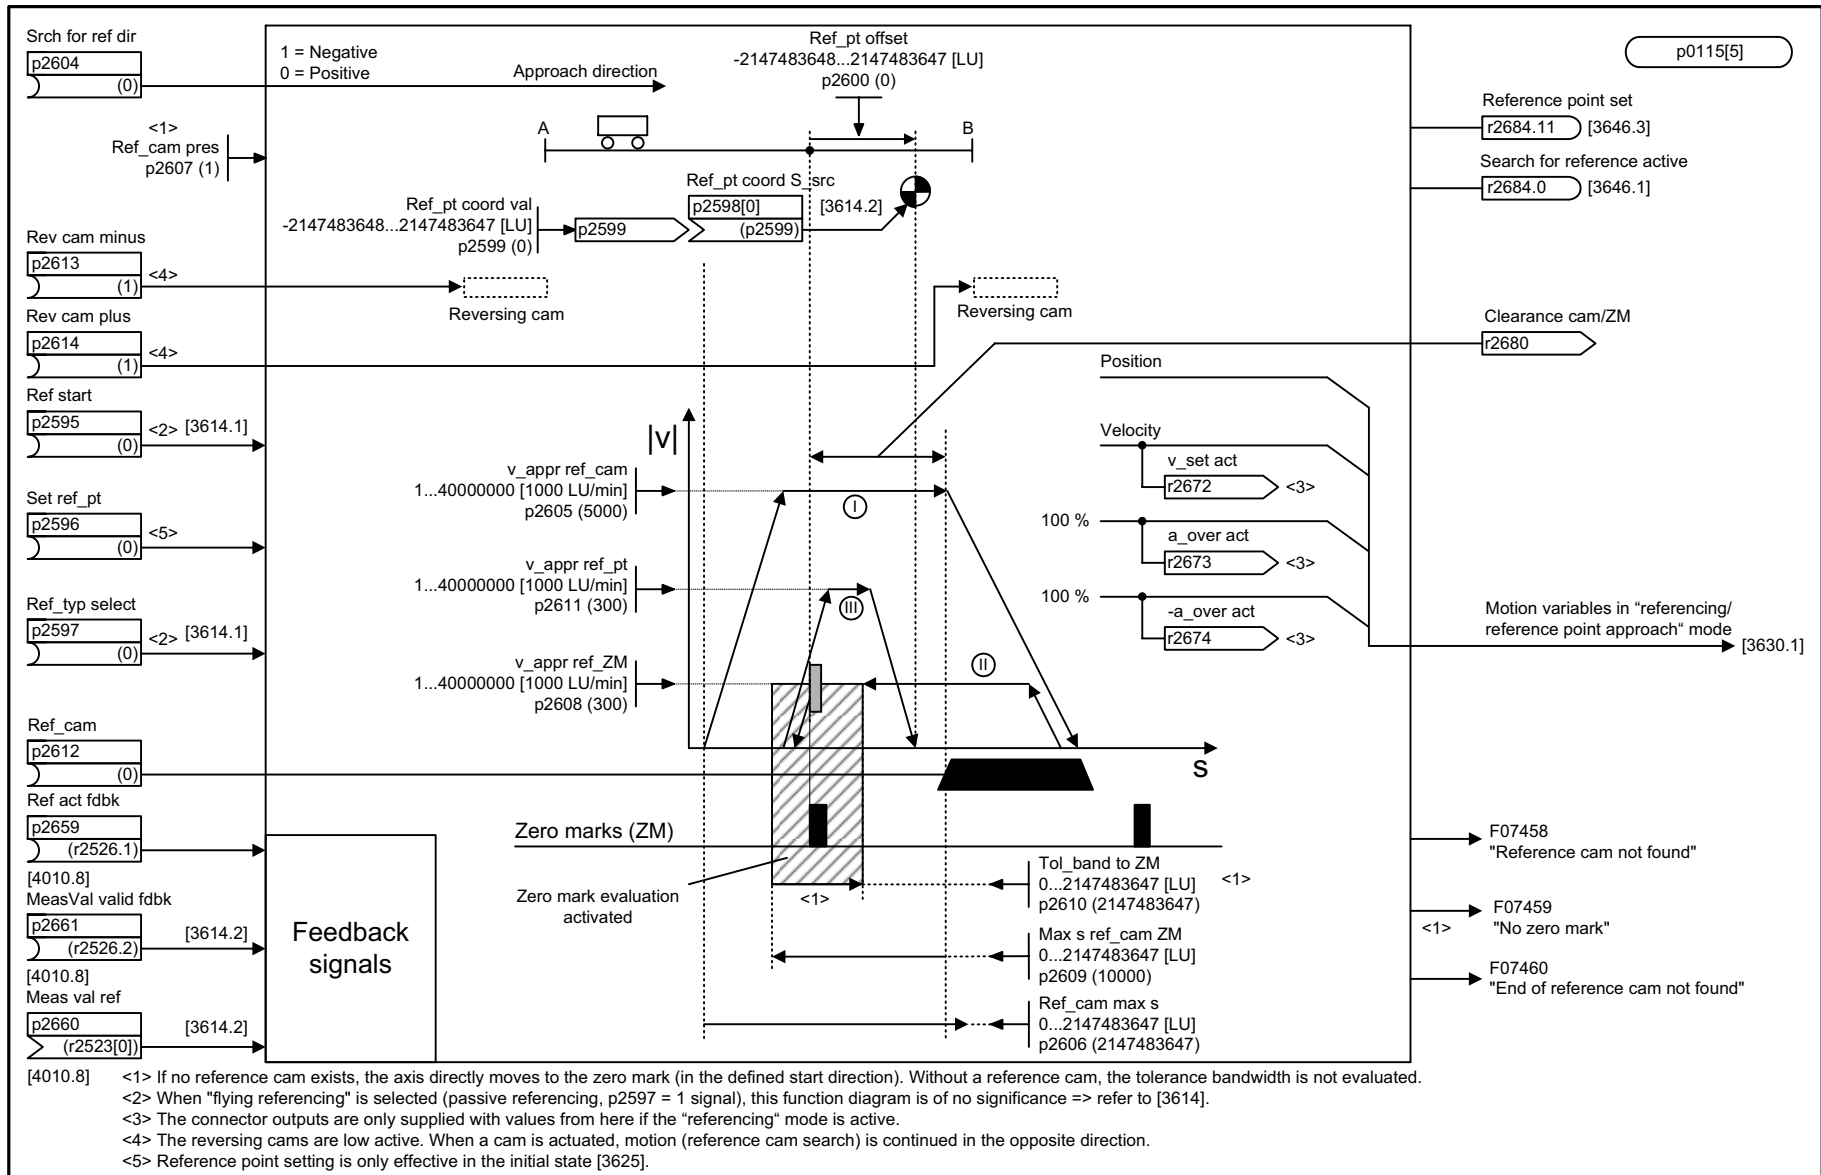 Srch for ref dir
p2604
(0)
1 = Negative
0 = Positive
Approach direction
Ref_pt offset
-2147483648...2147483647 [LU]
p2600 (0)
p0115[5]
<1>
Ref_cam pres
p2607 (1)
A
B
Reference point set
r2684.11
[3646.3]
Search for reference active
r2684.0
[3646.1]
Ref_pt coord val
-2147483648...2147483647 [LU]
p2599 (0)
p2599
Ref_pt coord S_src
p2598[0]
(p2599)
[3614.2]
Rev cam minus
p2613
(1)
<4>
Reversing cam
Reversing cam
Rev cam plus
p2614
(1)
<4>
Clearance cam/ZM
r2680
Ref start
p2595
(0)
<2> [3614.1]
Position
Velocity
v_set act
r2672
<3>
100 %
a_over act
r2673
<3>
100 %
-a_over act
r2674
<3>
|v|
v_appr ref_cam
1...40000000 [1000 LU/min]
p2605 (5000)
I
Set ref_pt
p2596
(0)
<5>
v_appr ref_pt
1...40000000 [1000 LU/min]
p2611 (300)
III
Ref_typ select
p2597
(0)
<2> [3614.1]
v_appr ref_ZM
1...40000000 [1000 LU/min]
p2608 (300)
II
Motion variables in “referencing/
reference point approach“ mode
[3630.1]
s
Ref_cam
p2612
(0)
Ref act fdbk
p2659
(r2526.1)
[4010.8]
Zero marks (ZM)
Zero mark evaluation
activated
<1>
Tol_band to ZM
0...2147483647 [LU]
p2610 (2147483647)
<1>
F07458
"Reference cam not found"
MeasVal valid fdbk
p2661
(r2526.2)
[3614.2]
[4010.8]
Feedback
signals
Max s ref_cam ZM
0...2147483647 [LU]
p2609 (10000)
<1>
F07459
"No zero mark"
F07460
"End of reference cam not found"
Meas val ref
p2660
(r2523[0])
[3614.2]
[4010.8]
Ref_cam max s
0...2147483647 [LU]
p2606 (2147483647)
<1> If no reference cam exists, the axis directly moves to the zero mark (in the defined start direction). Without a reference cam, the tolerance bandwidth is not evaluated.
<2> When "flying referencing" is selected (passive referencing, p2597 = 1 signal), this function diagram is of no significance => refer to [3614].
<3> The connector outputs are only supplied with values from here if the “referencing“ mode is active.
<4> The reversing cams are low active. When a cam is actuated, motion (reference cam search) is continued in the opposite direction.
<5> Reference point setting is only effective in the initial state [3625].